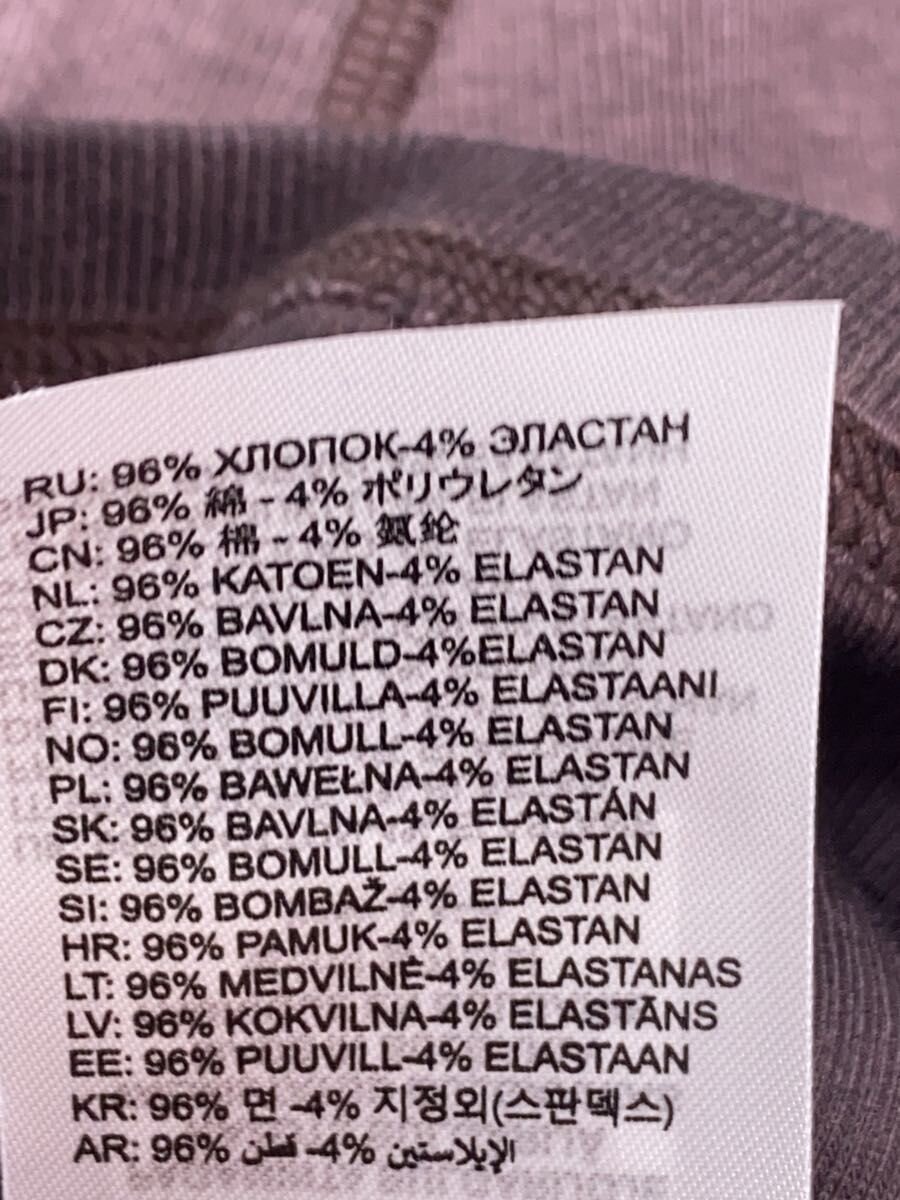 RU: 96% ХЛОПОК-4% ЭЛАСТАН
JP: 96% 綿 - 4% ポリウレタン
CN: 96% 棉 - 4% 氨纶
NL: 96% KATOEN-4% ELASTAN
CZ: 96% BAVLNA-4% ELASTAN
DK: 96% BOMULD-4%ELASTAN
FI: 96% PUUVILLA-4% ELASTAANI
NO: 96% BOMULL-4% ELASTAN
PL: 96% BAWEŁNA-4% ELASTAN
SK: 96% BAVLNA-4% ELASTÁN
SE: 96% BOMULL-4% ELASTAN
SI: 96% BOMBAŽ-4% ELASTAN
HR: 96% PAMUK-4% ELASTAN
LT: 96% MEDVILNĖ-4% ELASTANAS
LV: 96% KOKVILNA-4% ELASTĀNS
EE: 96% PUUVILL-4% ELASTAAN
KR: 96% 면 -4% 지정외(스판덱스)
AR: 96% قطن -4% الإيلاستين